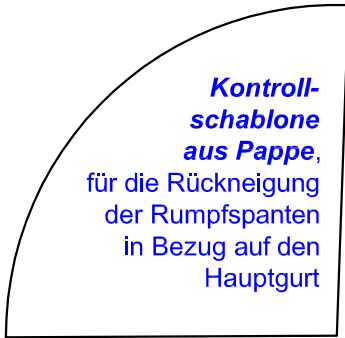 Kontroll-
schablone
aus Pappe,
für die Rückneigung
der Rumpfspanten
in Bezug auf den
Hauptgurt